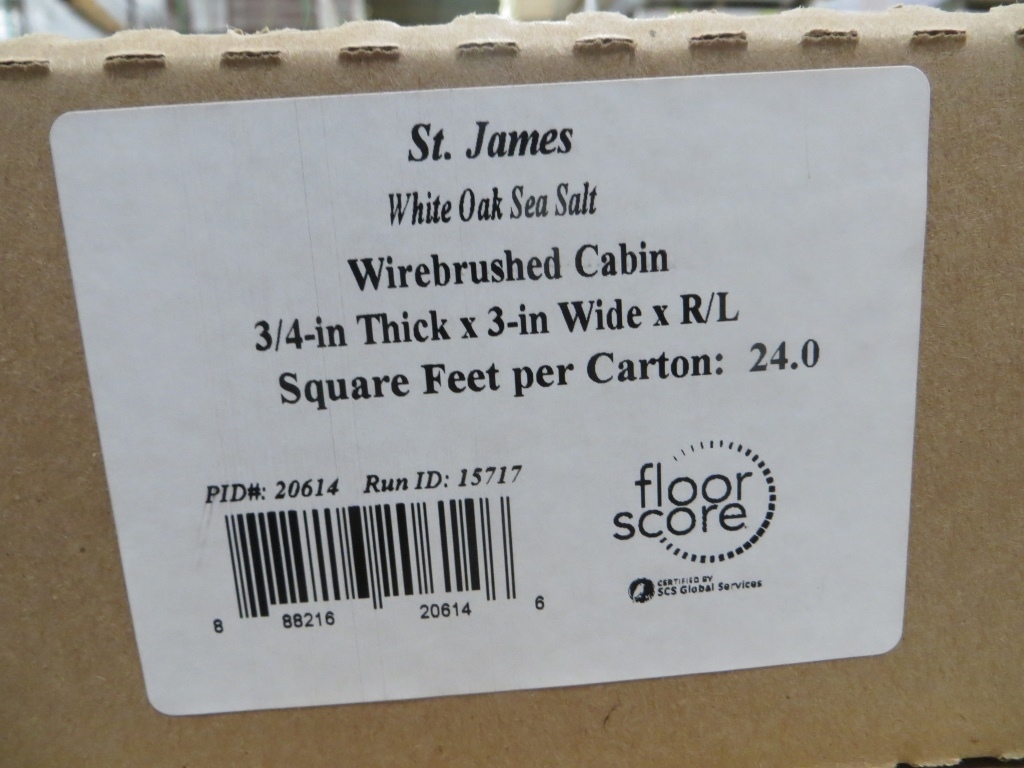 St. James
White Oak Sea Salt
Wirebrushed Cabin
3/4-in Thick x 3-in Wide x R/L
Square Feet per Carton: 24.0
PID#: 20614 Run ID: 15717
8 88216 20614 6
floor
score
CERTIFIED BY
SCS Global Services